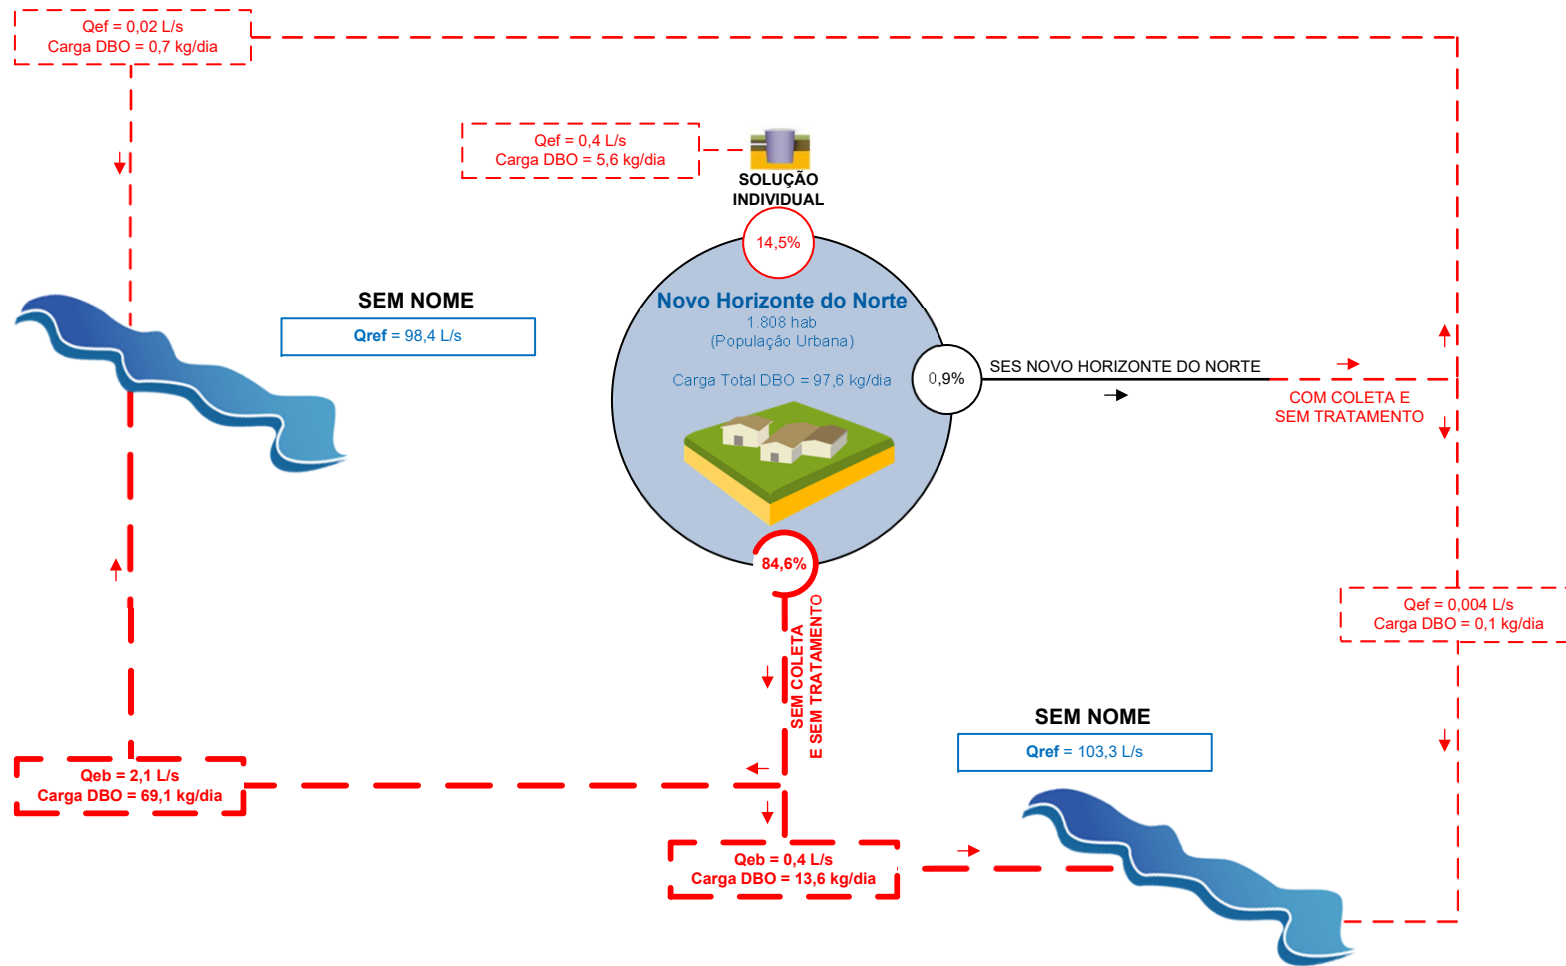 Qef = 0,02 L/s
Carga DBO = 0,7 kg/dia
Qef = 0,4 L/s
Carga DBO = 5,6 kg/dia
SOLUÇÃO
INDIVIDUAL
14,5%
SEM NOME
Qref = 98,4 L/s
Novo Horizonte do Norte
1.808 hab
(População Urbana)
Carga Total DBO = 97,6 kg/dia
0,9%
SES NOVO HORIZONTE DO NORTE
COM COLETA E
SEM TRATAMENTO
84,6%
SEM COLETA
E SEM TRATAMENTO
Qef = 0,004 L/s
Carga DBO = 0,1 kg/dia
SEM NOME
Qref = 103,3 L/s
Qeb = 2,1 L/s
Carga DBO = 69,1 kg/dia
Qeb = 0,4 L/s
Carga DBO = 13,6 kg/dia